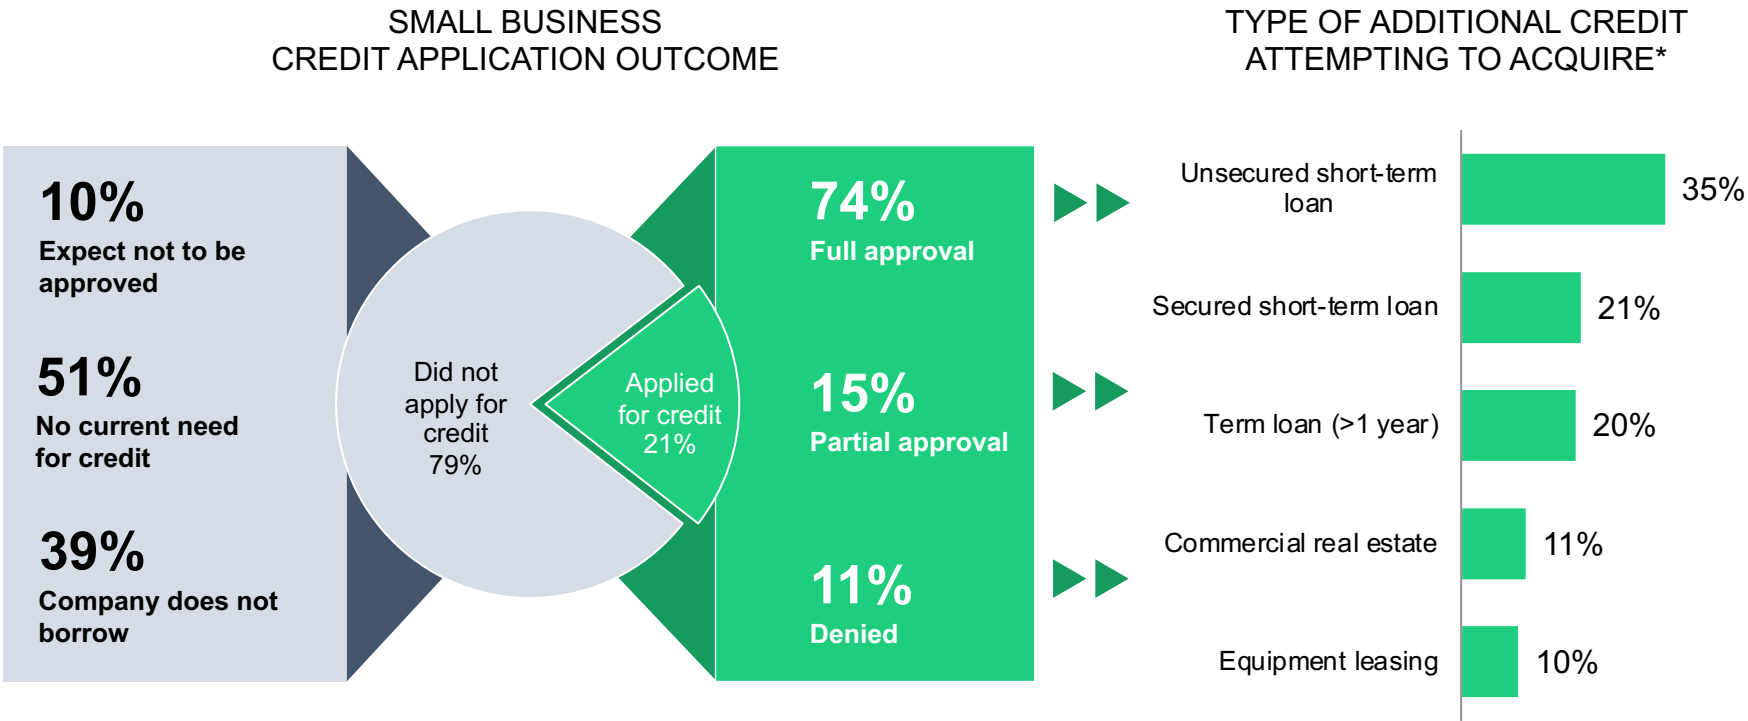 SMALL BUSINESS
CREDIT APPLICATION OUTCOME
10%
Expect not to be
approved
51%
No current need
for credit
39%
Company does not
borrow
Did not
apply for
credit
79%
Applied
for credit
21%
74%
Full approval
15%
Partial approval
11%
Denied
TYPE OF ADDITIONAL CREDIT
ATTEMPTING TO ACQUIRE*
Unsecured short-term
loan
35%
Secured short-term loan
21%
Term loan (>1 year)
20%
Commercial real estate
11%
Equipment leasing
10%